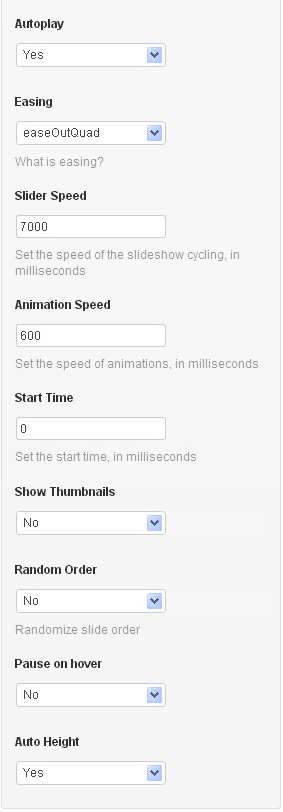 Autoplay
Yes
Easing
easeOutQuad
What is easing?
Slider Speed
7000
Set the speed of the slideshow cycling, in
milliseconds
Animation Speed
600
Set the speed of animations, in milliseconds
Start Time
0
Set the start time, in milliseconds
Show Thumbnails
No
Random Order
No
Randomize slide order
Pause on hover
No
Auto Height
Yes